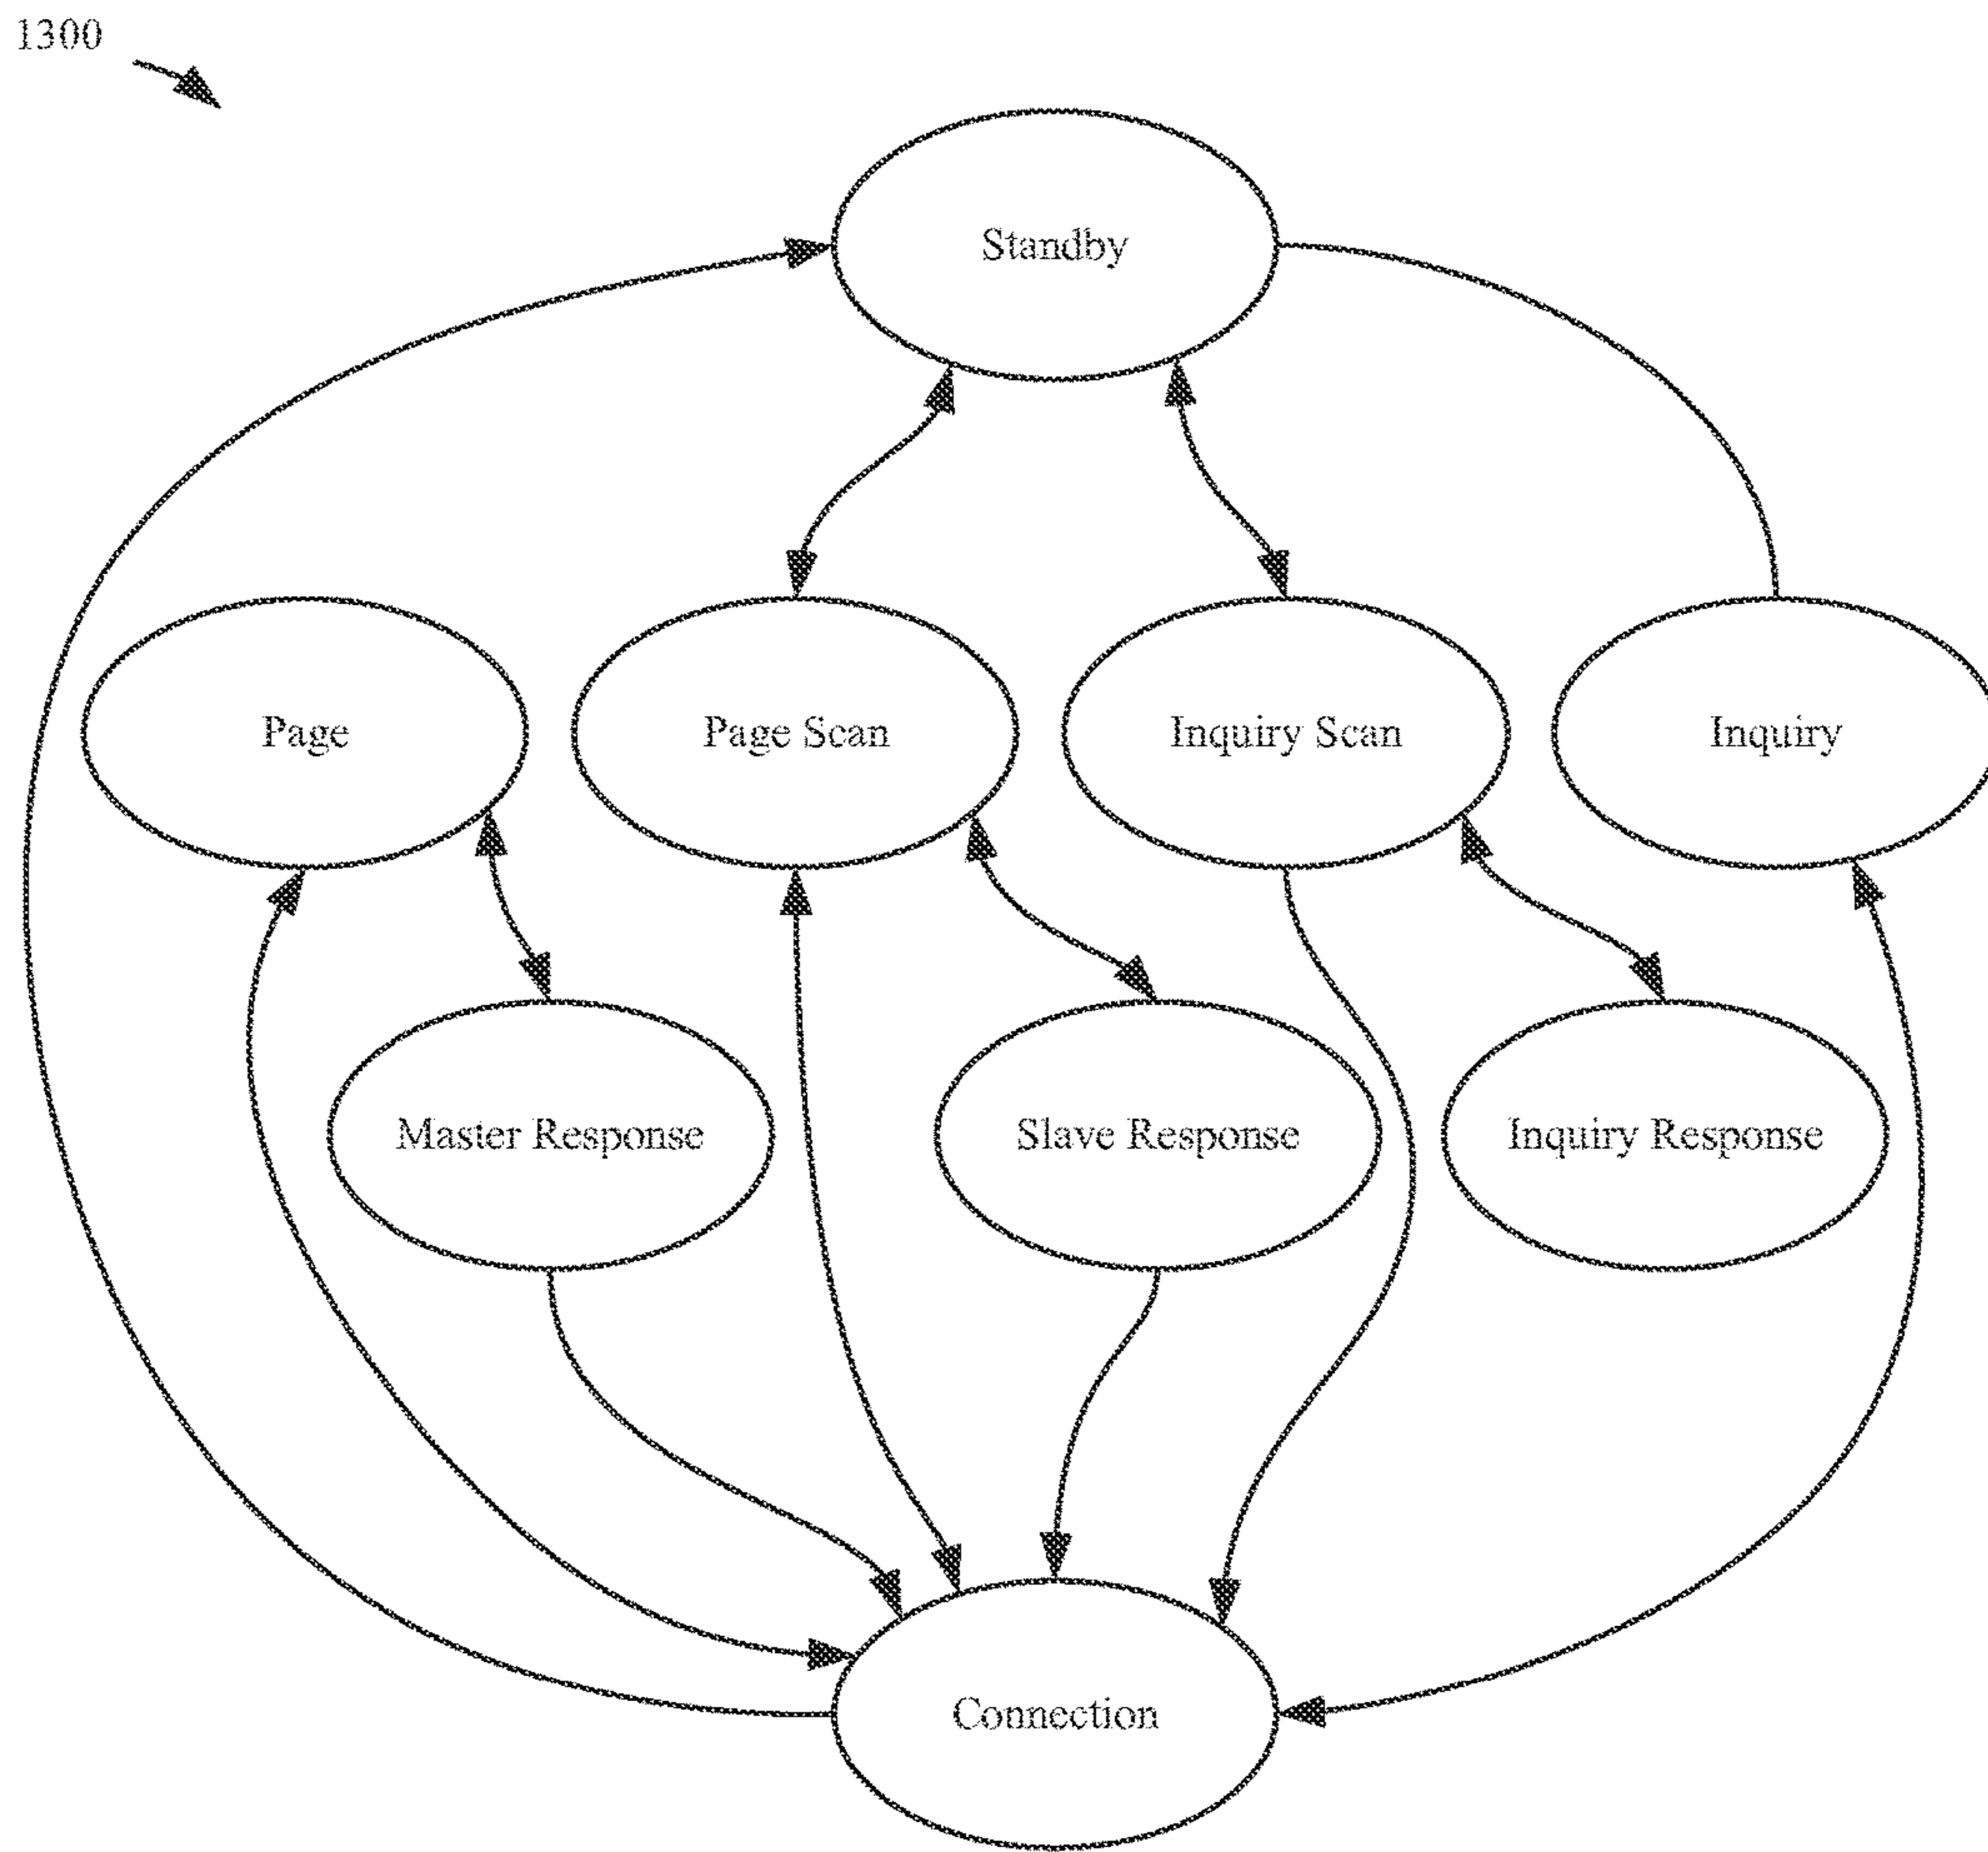 1300
Standby
Page
Page Scan
Inquiry Scan
Inquiry
Master Response
Slave Response
Inquiry Response
Connection